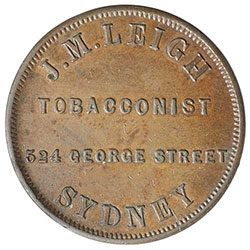 J.M.LEIGH
TOBACCONIST
324 GEORGE STREET
SYDNEY